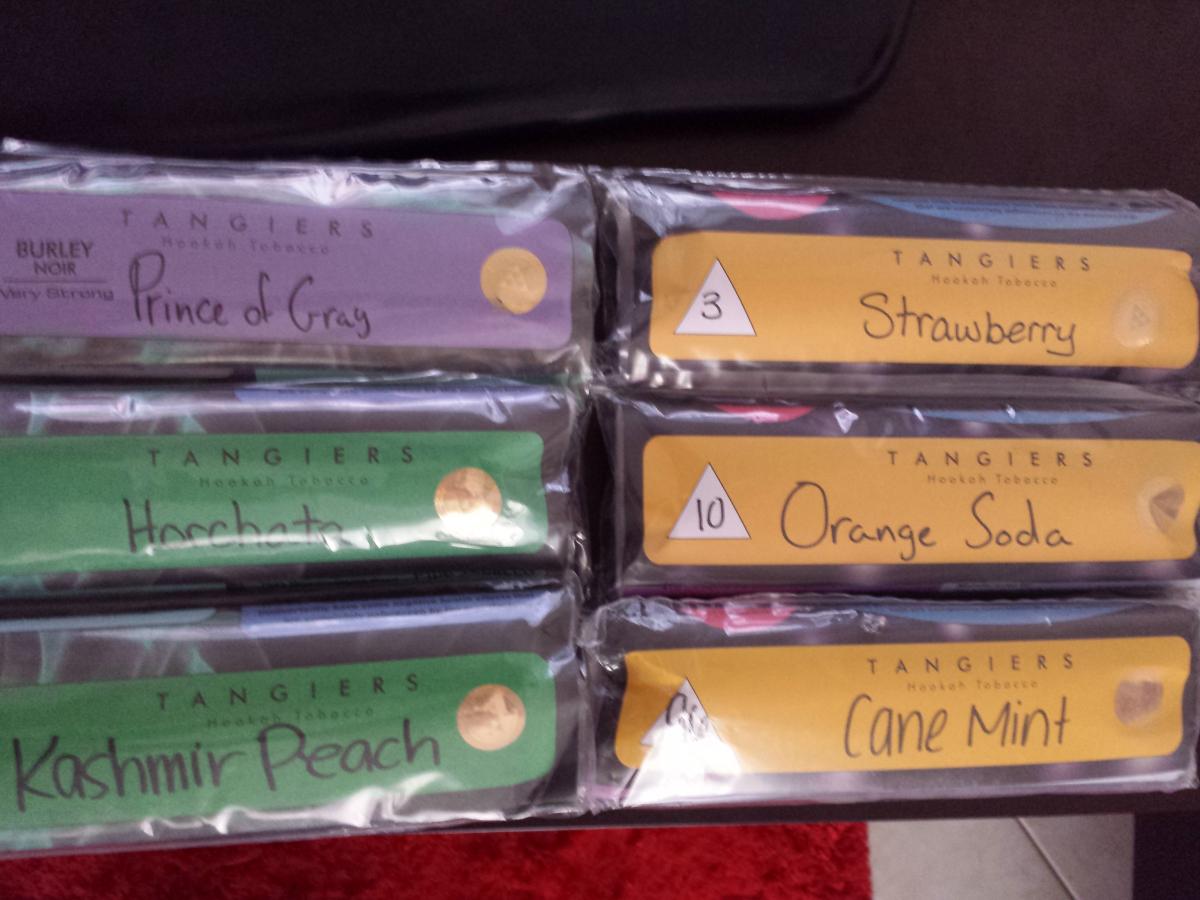 TANGIERS
Hookah Tobacco
BURLEY
NOIR
Very Strong
Prince of Gray
TANGIERS
Hookah Tobacco
3
Strawberry
TANGIERS
Hookah Tobacco
Horchata
TANGIERS
Hookah Tobacco
10
Orange Soda
TANGIERS
Hookah Tobacco
Kashmir Peach
TANGIERS
Hookah Tobacco
Cane Mint